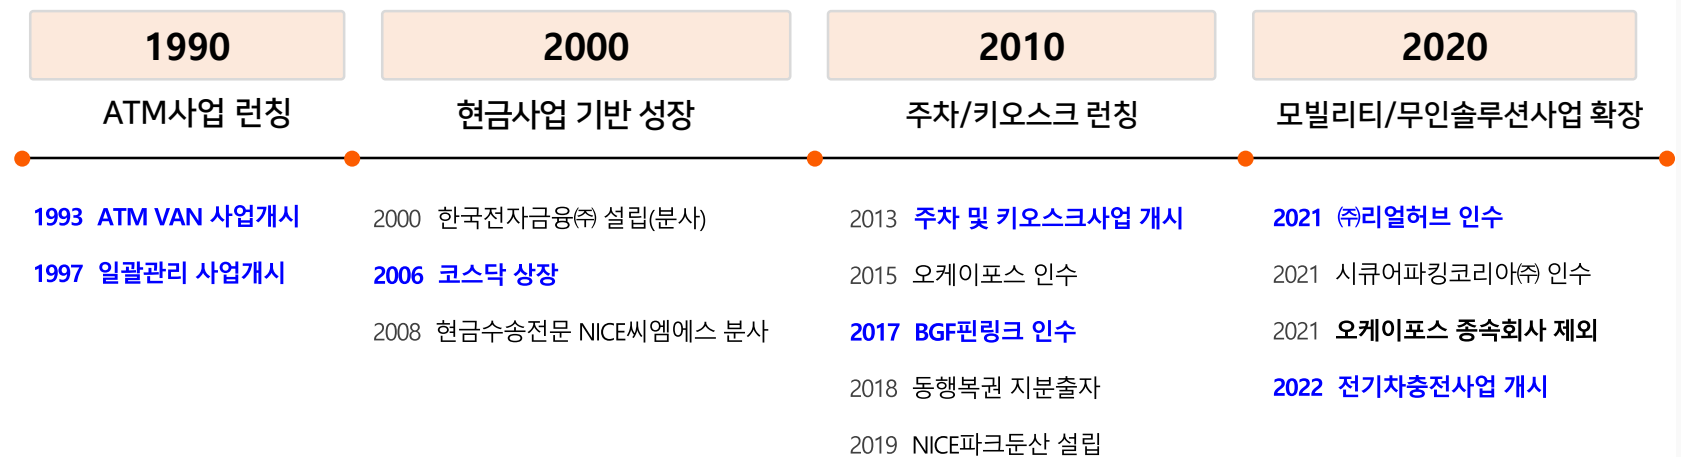 1990
ATM사업 런칭
1993 ATM VAN 사업개시
1997 일괄관리 사업개시
2000
현금사업 기반 성장
2000 한국전자금융㈜ 설립(분사)
2006 코스닥 상장
2008 현금수송전문 NICE씨엠에스 분사
2010
주차/키오스크 런칭
2013 주차 및 키오스크사업 개시
2015 오케이포스 인수
2017 BGF핀링크 인수
2018 동행복권 지분출자
2019 NICE파크둔산 설립
2020
모빌리티/무인솔루션사업 확장
2021 ㈜리얼허브 인수
2021 시큐어파킹코리아㈜ 인수
2021 오케이포스 종속회사 제외
2022 전기차충전사업 개시